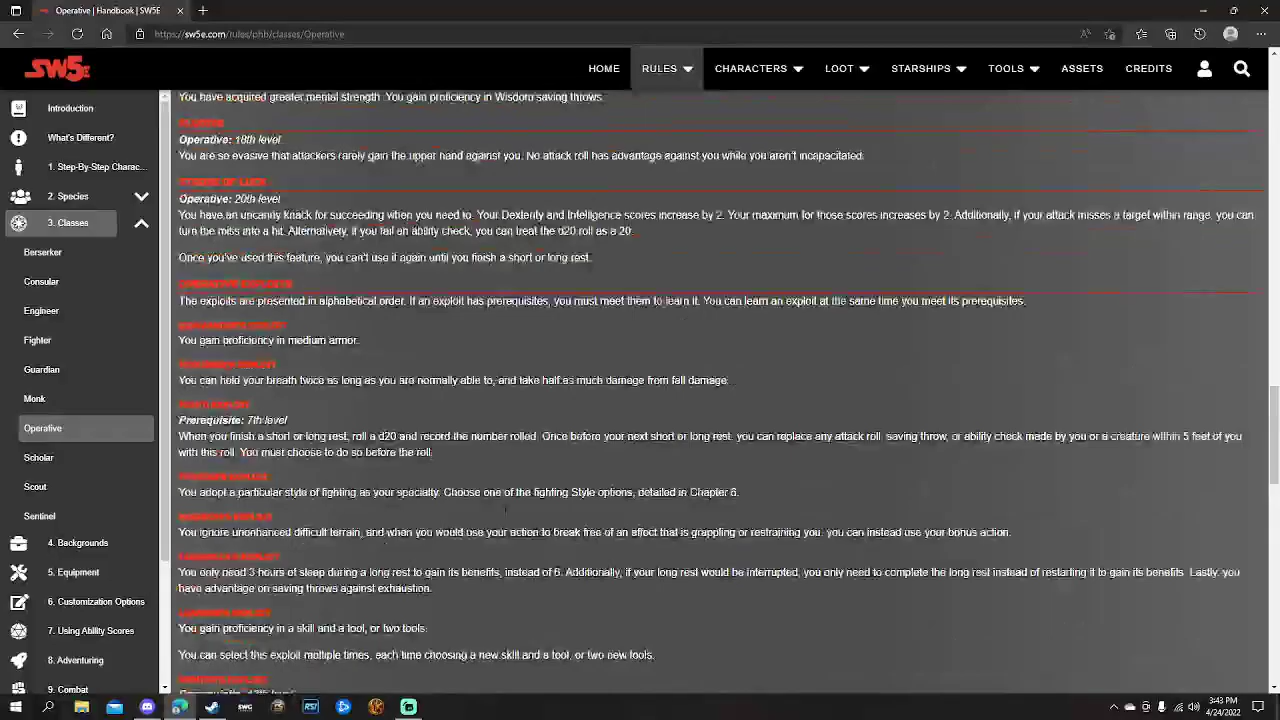 Operative | Handbook | SW5E
https://sw5e.com/rules/phb/classes/Operative
SW5E
HOME
RULES
CHARACTERS
LOOT
STARSHIPS
TOOLS
ASSETS
CREDITS
Introduction
What's Different?
1. Step-By-Step Charac...
2. Species
3. Classes
Berserker
Consular
Engineer
Fighter
Guardian
Monk
Operative
Scholar
Scout
Sentinel
4. Backgrounds
5. Equipment
6. Customization Options
7. Using Ability Scores
8. Adventuring
9. Combat
You have acquired greater mental strength. You gain proficiency in Wisdom saving throws.
Operative: 18th level
You are so evasive that attackers rarely gain the upper hand against you. No attack roll has advantage against you while you aren't incapacitated.
STROKE OF LUCK
Operative: 20th level
You have an uncanny knack for succeeding when you need to. Your Dexterity and Intelligence scores increase by 2. Your maximum for those scores increases by 2. Additionally, if your attack misses a target within range, you can
turn the miss into a hit. Alternatively, if you fail an ability check, you can treat the d20 roll as a 20.
Once you've used this feature, you can't use it again until you finish a short or long rest.
The exploits are presented in alphabetical order. If an exploit has prerequisites, you must meet them to learn it. You can learn an exploit at the same time you meet its prerequisites.
You gain proficiency in medium armor.
You can hold your breath twice as long as you are normally able to, and take half as much damage from fall damage.
Prerequisite: 7th level
When you finish a short or long rest, roll a d20 and record the number rolled. Once before your next short or long rest, you can replace any attack roll, saving throw, or ability check made by you or a creature within 5 feet of you
with this roll. You must choose to do so before the roll.
You adopt a particular style of fighting as your specialty. Choose one of the fighting Style options, detailed in Chapter 6.
You ignore unenhanced difficult terrain, and when you would use your action to break free of an effect that is grappling or restraining you, you can instead use your bonus action.
You only need 3 hours of sleep during a long rest to gain its benefits, instead of 6. Additionally, if your long rest would be interrupted, you only need to complete the long rest instead of restarting it to gain its benefits. Lastly, you
have advantage on saving throws against exhaustion.
You gain proficiency in a skill and a tool, or two tools.
You can select this exploit multiple times, each time choosing a new skill and a tool, or two new tools.
SWG
RSI
3:43 PM
4/24/2022